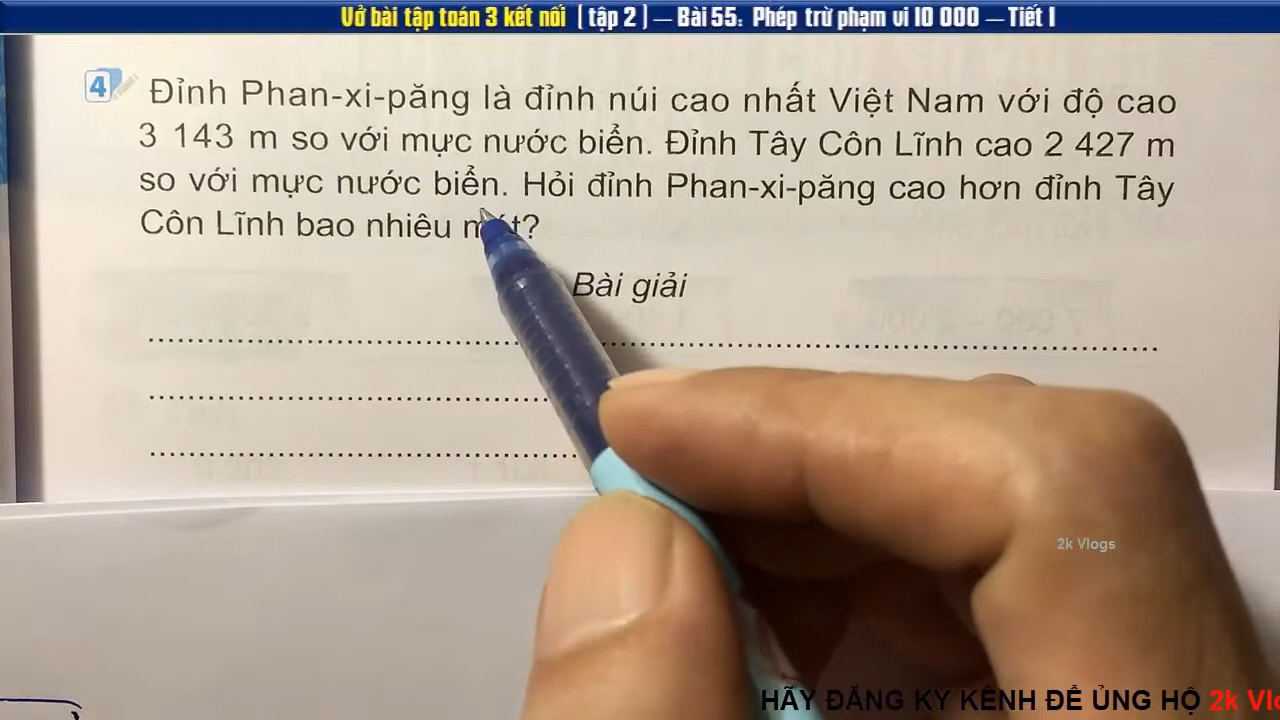 Vở bài tập toán 3 kết nối ( tập 2 ) – Bài 55: Phép trừ phạm vi 10 000 – Tiết 1
4 Đỉnh Phan-xi-păng là đỉnh núi cao nhất Việt Nam với độ cao
3 143 m so với mực nước biển. Đỉnh Tây Côn Lĩnh cao 2 427 m
so với mực nước biển. Hỏi đỉnh Phan-xi-păng cao hơn đỉnh Tây
Côn Lĩnh bao nhiêu mét?
Bài giải
2k Vlogs
HÃY ĐĂNG KÝ KÊNH ĐỂ ỦNG HỘ 2k Vl